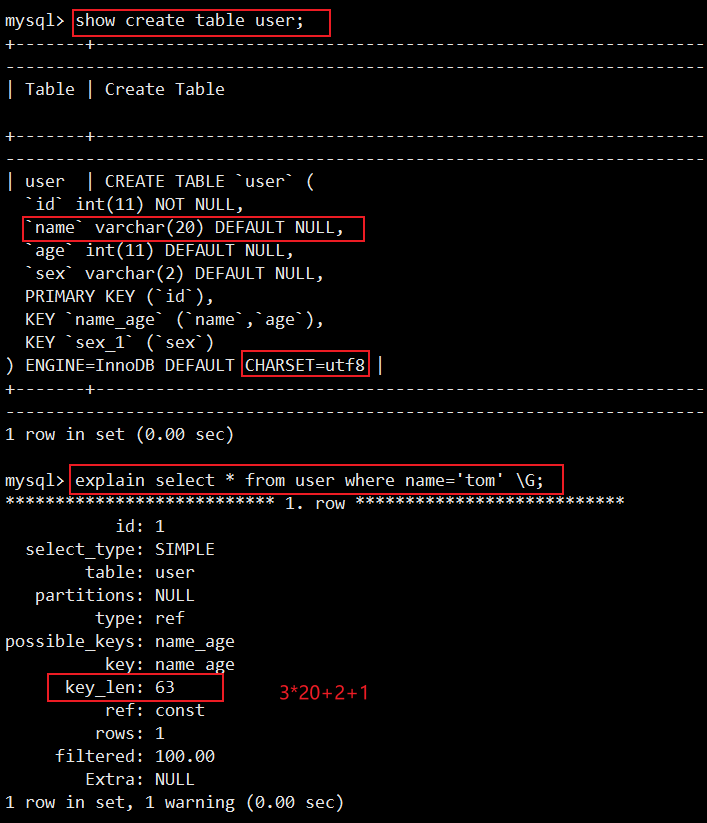 mysql> show create table user;
+-------+-------------------------------------------------------------
----------------------------------------------------------------------
| Table | Create Table
+-------+-------------------------------------------------------------
----------------------------------------------------------------------
| user  | CREATE TABLE `user` (
  `id` int(11) NOT NULL,
  `name` varchar(20) DEFAULT NULL,
  `age` int(11) DEFAULT NULL,
  `sex` varchar(2) DEFAULT NULL,
  PRIMARY KEY (`id`),
  KEY `name_age` (`name`,`age`),
  KEY `sex_1` (`sex`)
) ENGINE=InnoDB DEFAULT CHARSET=utf8 |
+-------+-------------------------------------------------------------
----------------------------------------------------------------------
1 row in set (0.00 sec)
mysql> explain select * from user where name='tom' \G;
*************************** 1. row ***************************
           id: 1
  select_type: SIMPLE
        table: user
   partitions: NULL
         type: ref
possible_keys: name_age
          key: name_age
      key_len: 63 3*20+2+1
          ref: const
         rows: 1
     filtered: 100.00
        Extra: NULL
1 row in set, 1 warning (0.00 sec)